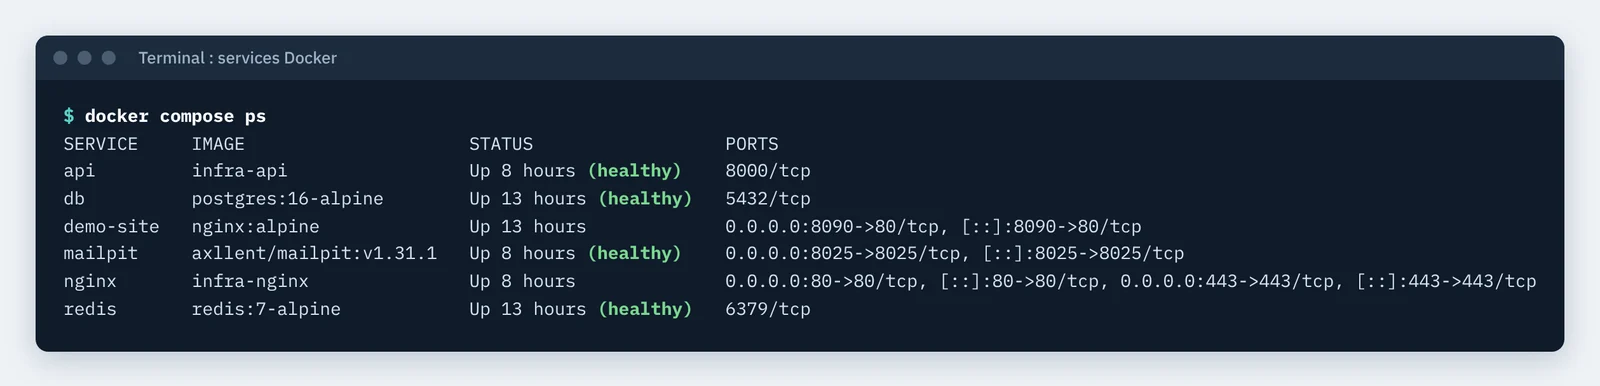 Terminal : services Docker
$ docker compose ps
SERVICE IMAGE STATUS PORTS
api infra-api Up 8 hours (healthy) 8000/tcp
db postgres:16-alpine Up 13 hours (healthy) 5432/tcp
demo-site nginx:alpine Up 13 hours 0.0.0.0:8090->80/tcp, [::]:8090->80/tcp
mailpit axllent/mailpit:v1.31.1 Up 8 hours (healthy) 0.0.0.0:8025->8025/tcp, [::]:8025->8025/tcp
nginx infra-nginx Up 8 hours 0.0.0.0:80->80/tcp, [::]:80->80/tcp, 0.0.0.0:443->443/tcp, [::]:443->443/tcp
redis redis:7-alpine Up 13 hours (healthy) 6379/tcp